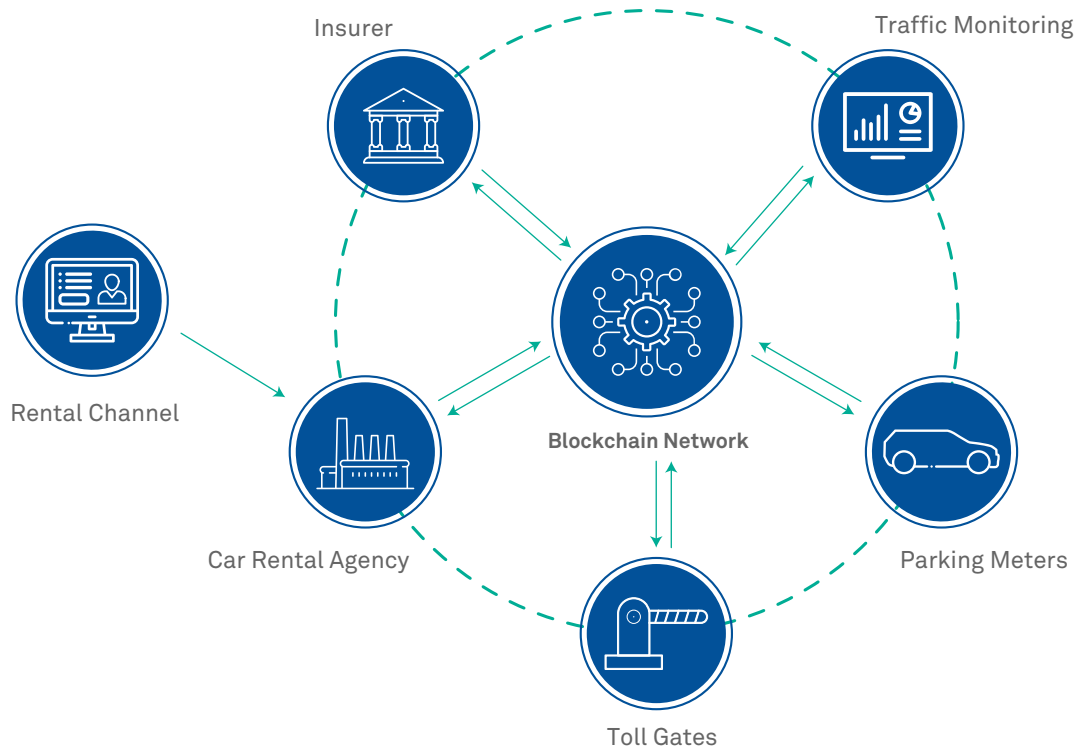 Insurer
Traffic Monitoring
Rental Channel
Blockchain Network
Car Rental Agency
Parking Meters
Toll Gates